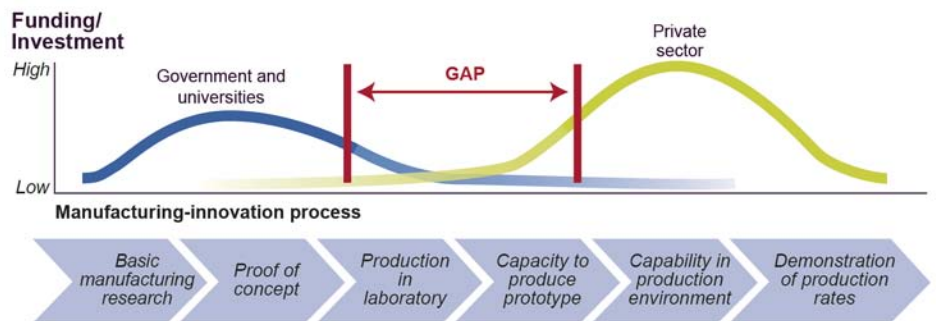 Funding/
Investment
High
Government and
universities
GAP
Private
sector
Low
Manufacturing-innovation process
Basic
manufacturing
research
Proof of
concept
Production
in
laboratory
Capacity to
produce
prototype
Capability in
production
environment
Demonstration
of production
rates